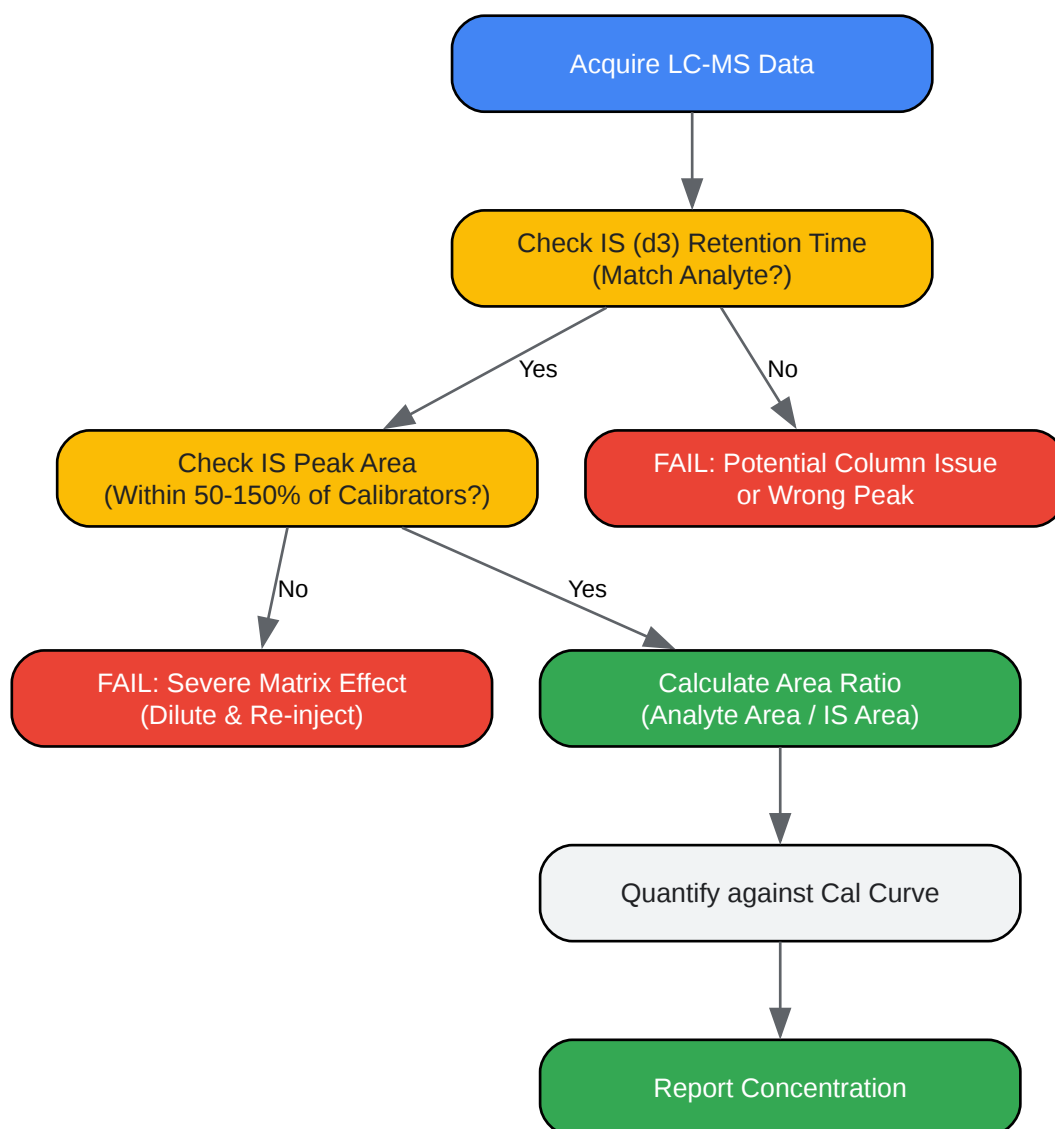 Acquire LC-MS Data
Check IS (d3) Retention Time
(Match Analyte?)
Yes
No
Check IS Peak Area
(Within 50-150% of Calibrators?)
FAIL: Potential Column Issue
or Wrong Peak
No
Yes
FAIL: Severe Matrix Effect
(Dilute & Re-inject)
Calculate Area Ratio
(Analyte Area / IS Area)
Quantify against Cal Curve
Report Concentration